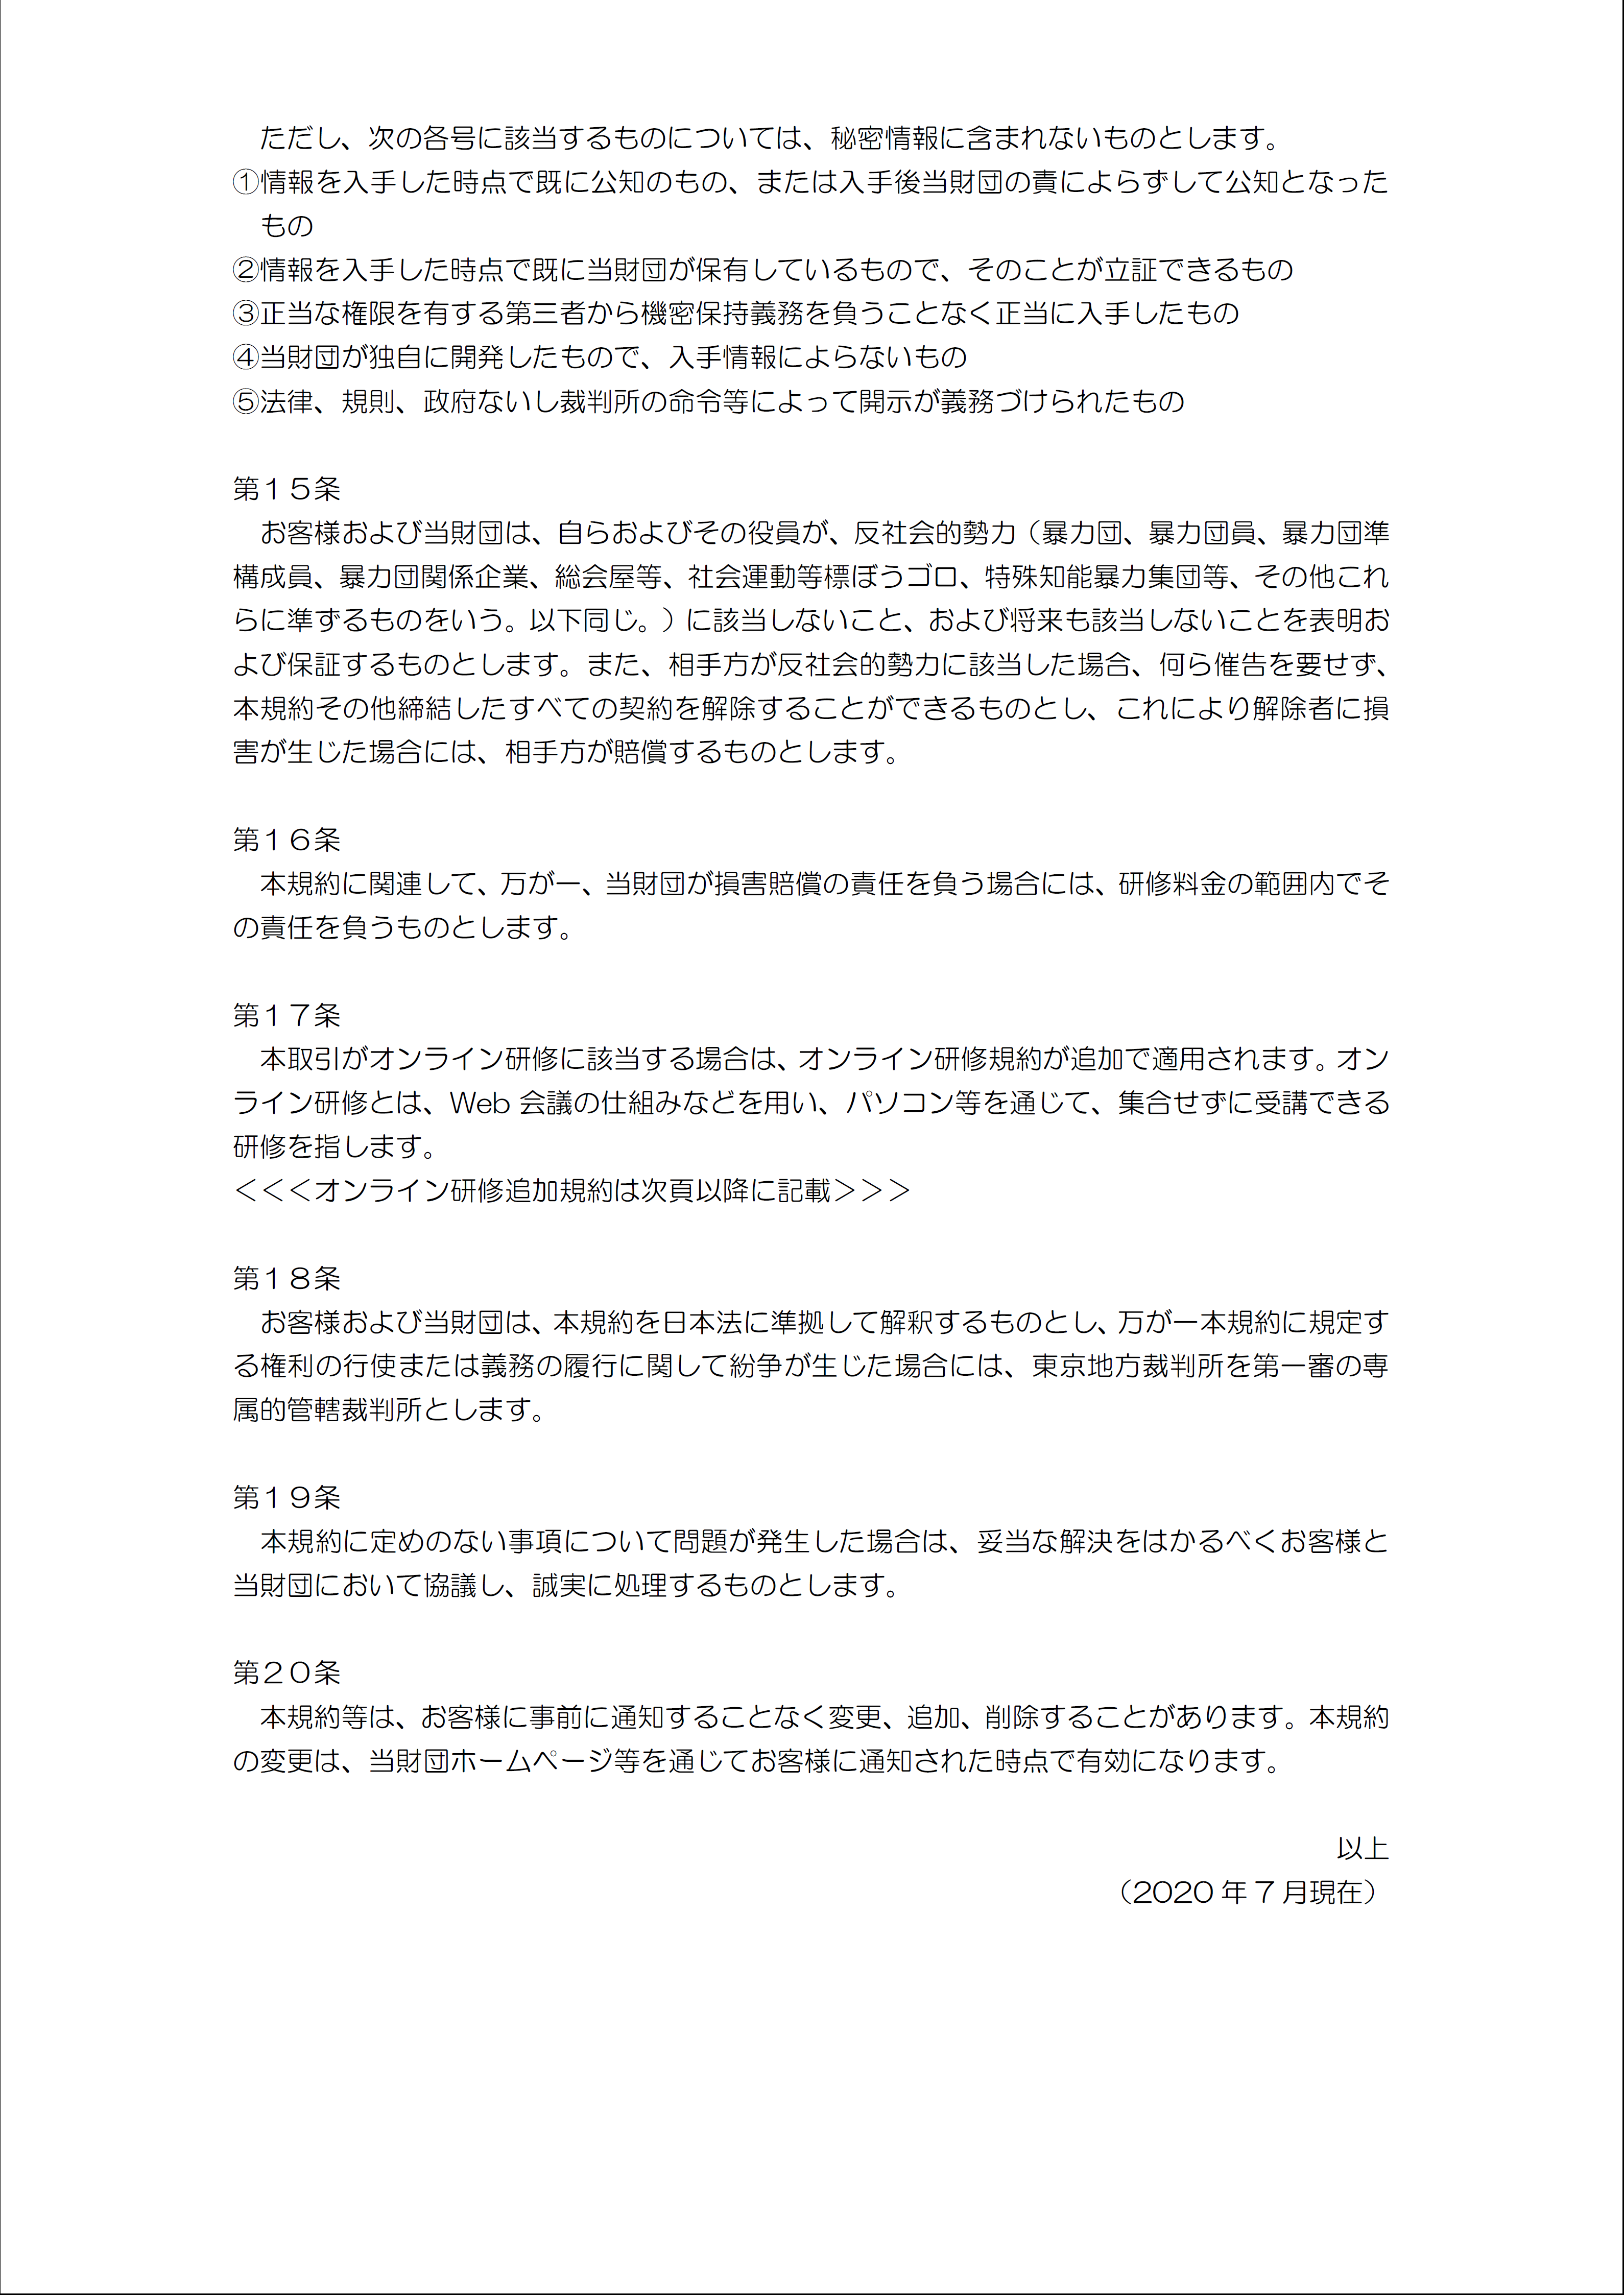 ただし、次の各号に該当するものについては、秘密情報に含まれないものとします。
①情報を入手した時点で既に公知のもの、または入手後当財団の責によらずして公知となった
もの
②情報を入手した時点で既に当財団が保有しているもので、そのことが立証できるもの
③正当な権限を有する第三者から機密保持義務を負うことなく正当に入手したもの
④当財団が独自に開発したもので、入手情報によらないもの
⑤法律、規則、政府ないし裁判所の命令等によって開示が義務づけられたもの
第１５条
お客様および当財団は、自らおよびその役員が、反社会的勢力（暴力団、暴力団員、暴力団準
構成員、暴力団関係企業、総会屋等、社会運動等標ぼうゴロ、特殊知能暴力集団等、その他これ
らに準ずるものをいう。以下同じ。）に該当しないこと、および将来も該当しないことを表明お
よび保証するものとします。また、相手方が反社会的勢力に該当した場合、何ら催告を要せず、
本規約その他締結したすべての契約を解除することができるものとし、これにより解除者に損
害が生じた場合には、相手方が賠償するものとします。
第１６条
本規約に関連して、万が一、当財団が損害賠償の責任を負う場合には、研修料金の範囲内でそ
の責任を負うものとします。
第１７条
本取引がオンライン研修に該当する場合は、オンライン研修規約が追加で適用されます。オン
ライン研修とは、Web 会議の仕組みなどを用い、パソコン等を通じて、集合せずに受講できる
研修を指します。
＜＜＜オンライン研修追加規約は次頁以降に記載＞＞＞
第１８条
お客様および当財団は、本規約を日本法に準拠して解釈するものとし、万が一本規約に規定す
る権利の行使または義務の履行に関して紛争が生じた場合には、東京地方裁判所を第一審の専
属的管轄裁判所とします。
第１９条
本規約に定めのない事項について問題が発生した場合は、妥当な解決をはかるべくお客様と
当財団において協議し、誠実に処理するものとします。
第２０条
本規約等は、お客様に事前に通知することなく変更、追加、削除することがあります。本規約
の変更は、当財団ホームページ等を通じてお客様に通知された時点で有効になります。
以上
（2020 年 7 月現在）